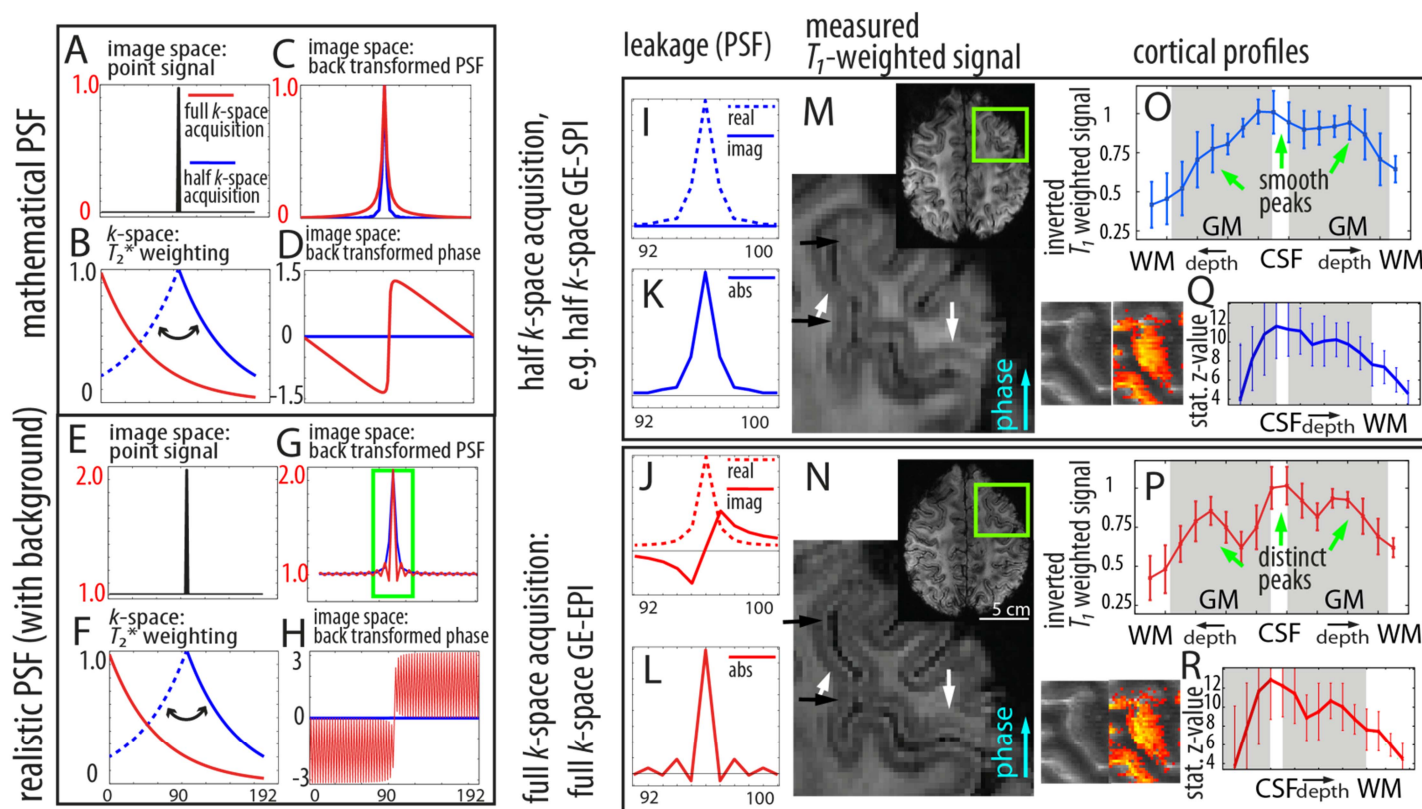 mathematical PSF
A
image space:
point signal
1.0
0
full k-space
acquisition
half k-space
acquisition
C
image space:
back transformed PSF
1.0
0
B
k-space:
T2* weighting
1.0
0
D
image space:
back transformed phase
1.5
0
-1.5
realistic PSF (with background)
E
image space:
point signal
2.0
1.0
G
image space:
back transformed PSF
2.0
1.0
F
k-space:
T2* weighting
1.0
0
0 90 192
H
image space:
back transformed phase
3
0
-3
0 90 192
leakage (PSF)
measured
T1-weighted signal
cortical profiles
half k-space acquisition,
e.g. half k-space GE-SPI
I
real
imag
92 100
K
abs
92 100
M
phase
O
inverted
T1 weighted signal
1
0.75
0.5
0.25
smooth
peaks
GM GM
WM depth CSF depth WM
Q
stat. z-value
12
10
8
6
4
CSF depth WM
full k-space acquisition:
full k-space GE-EPI
J
real
imag
92 100
L
abs
92 100
N
5 cm
phase
P
inverted
T1 weighted signal
1
0.75
0.5
0.25
distinct
peaks
GM GM
WM depth CSF depth WM
R
stat. z-value
12
10
8
6
4
CSF depth WM